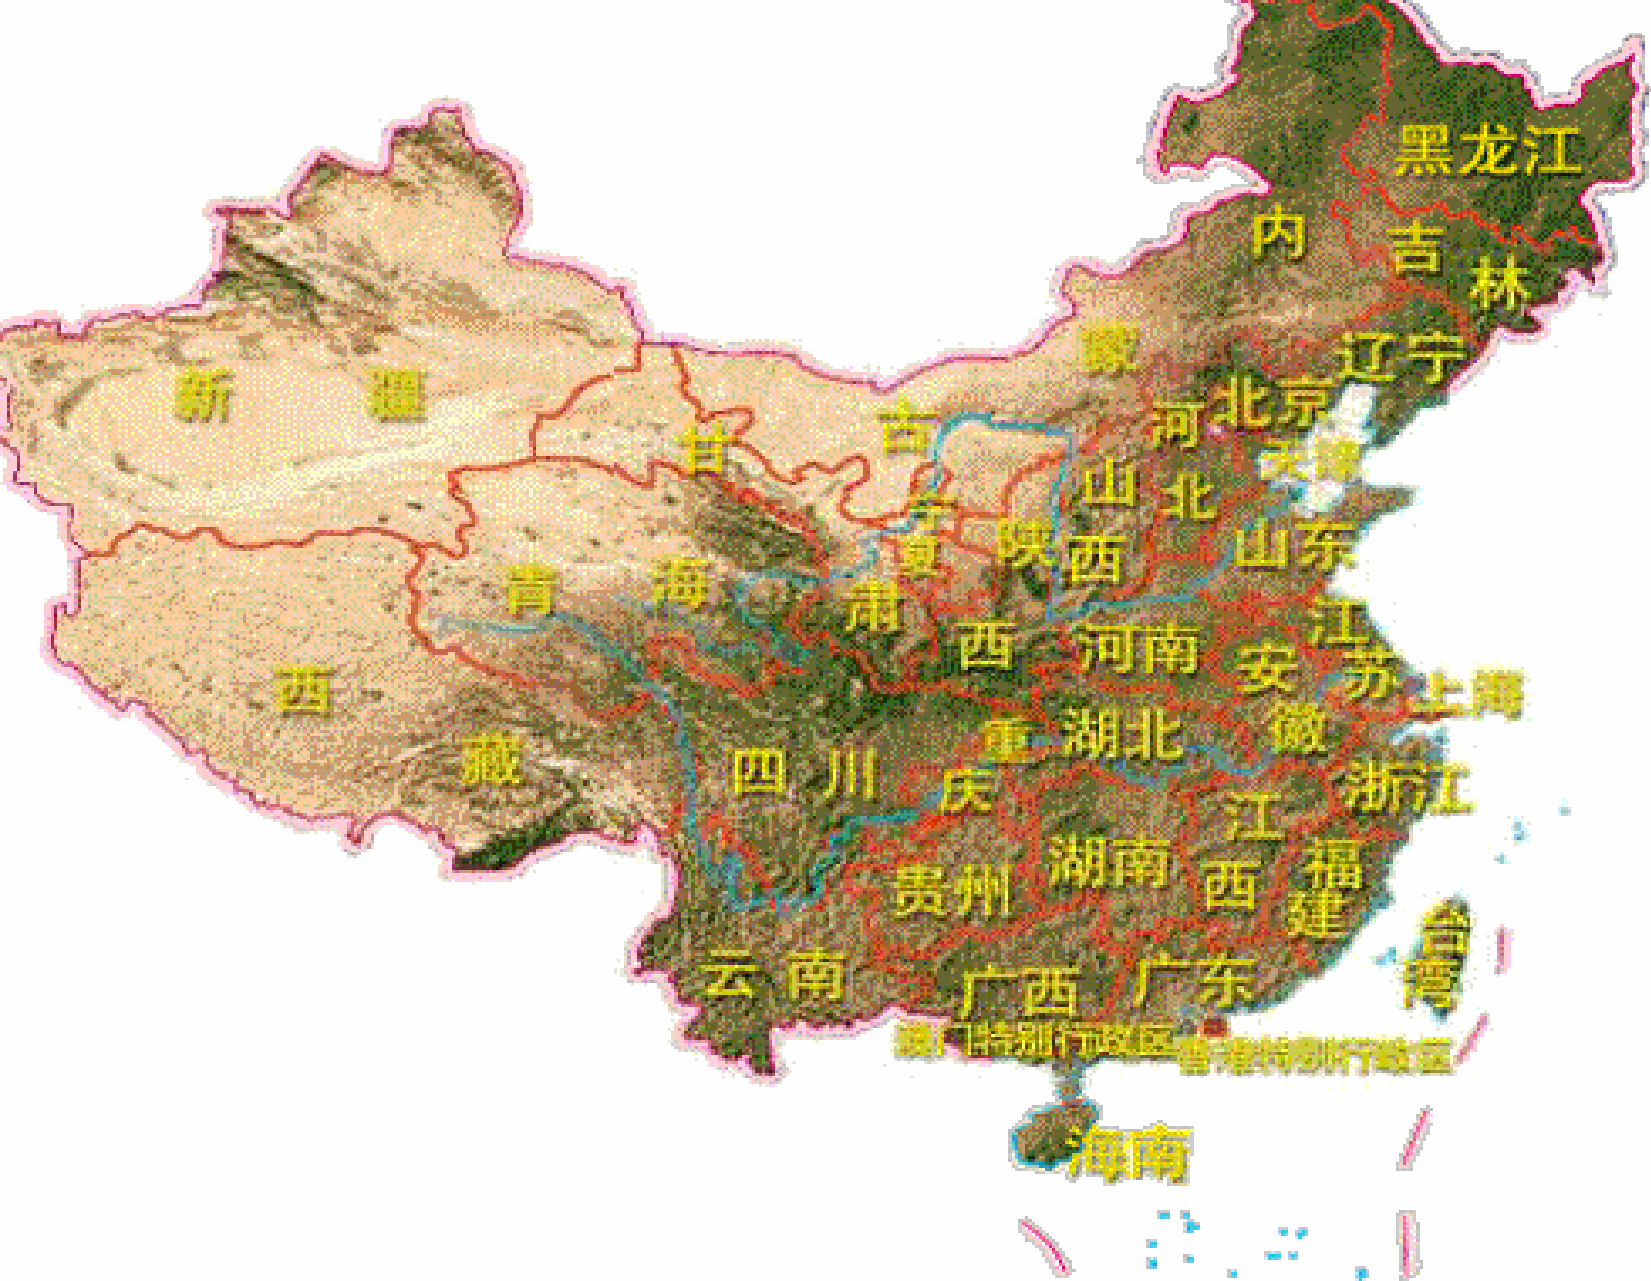 黑龙江
内
吉
林
蒙
辽宁
新
疆
北京
河
古
甘
天津
山
北
宁
夏
陕
西
山东
青
海
肃
江
苏
西
河南
安
徽
西
藏
上海
重
庆
湖北
四
川
浙江
江
西
湖南
福
建
贵州
台
湾
云
南
广西
广东
澳门特别行政区
香港特别行政区
海南